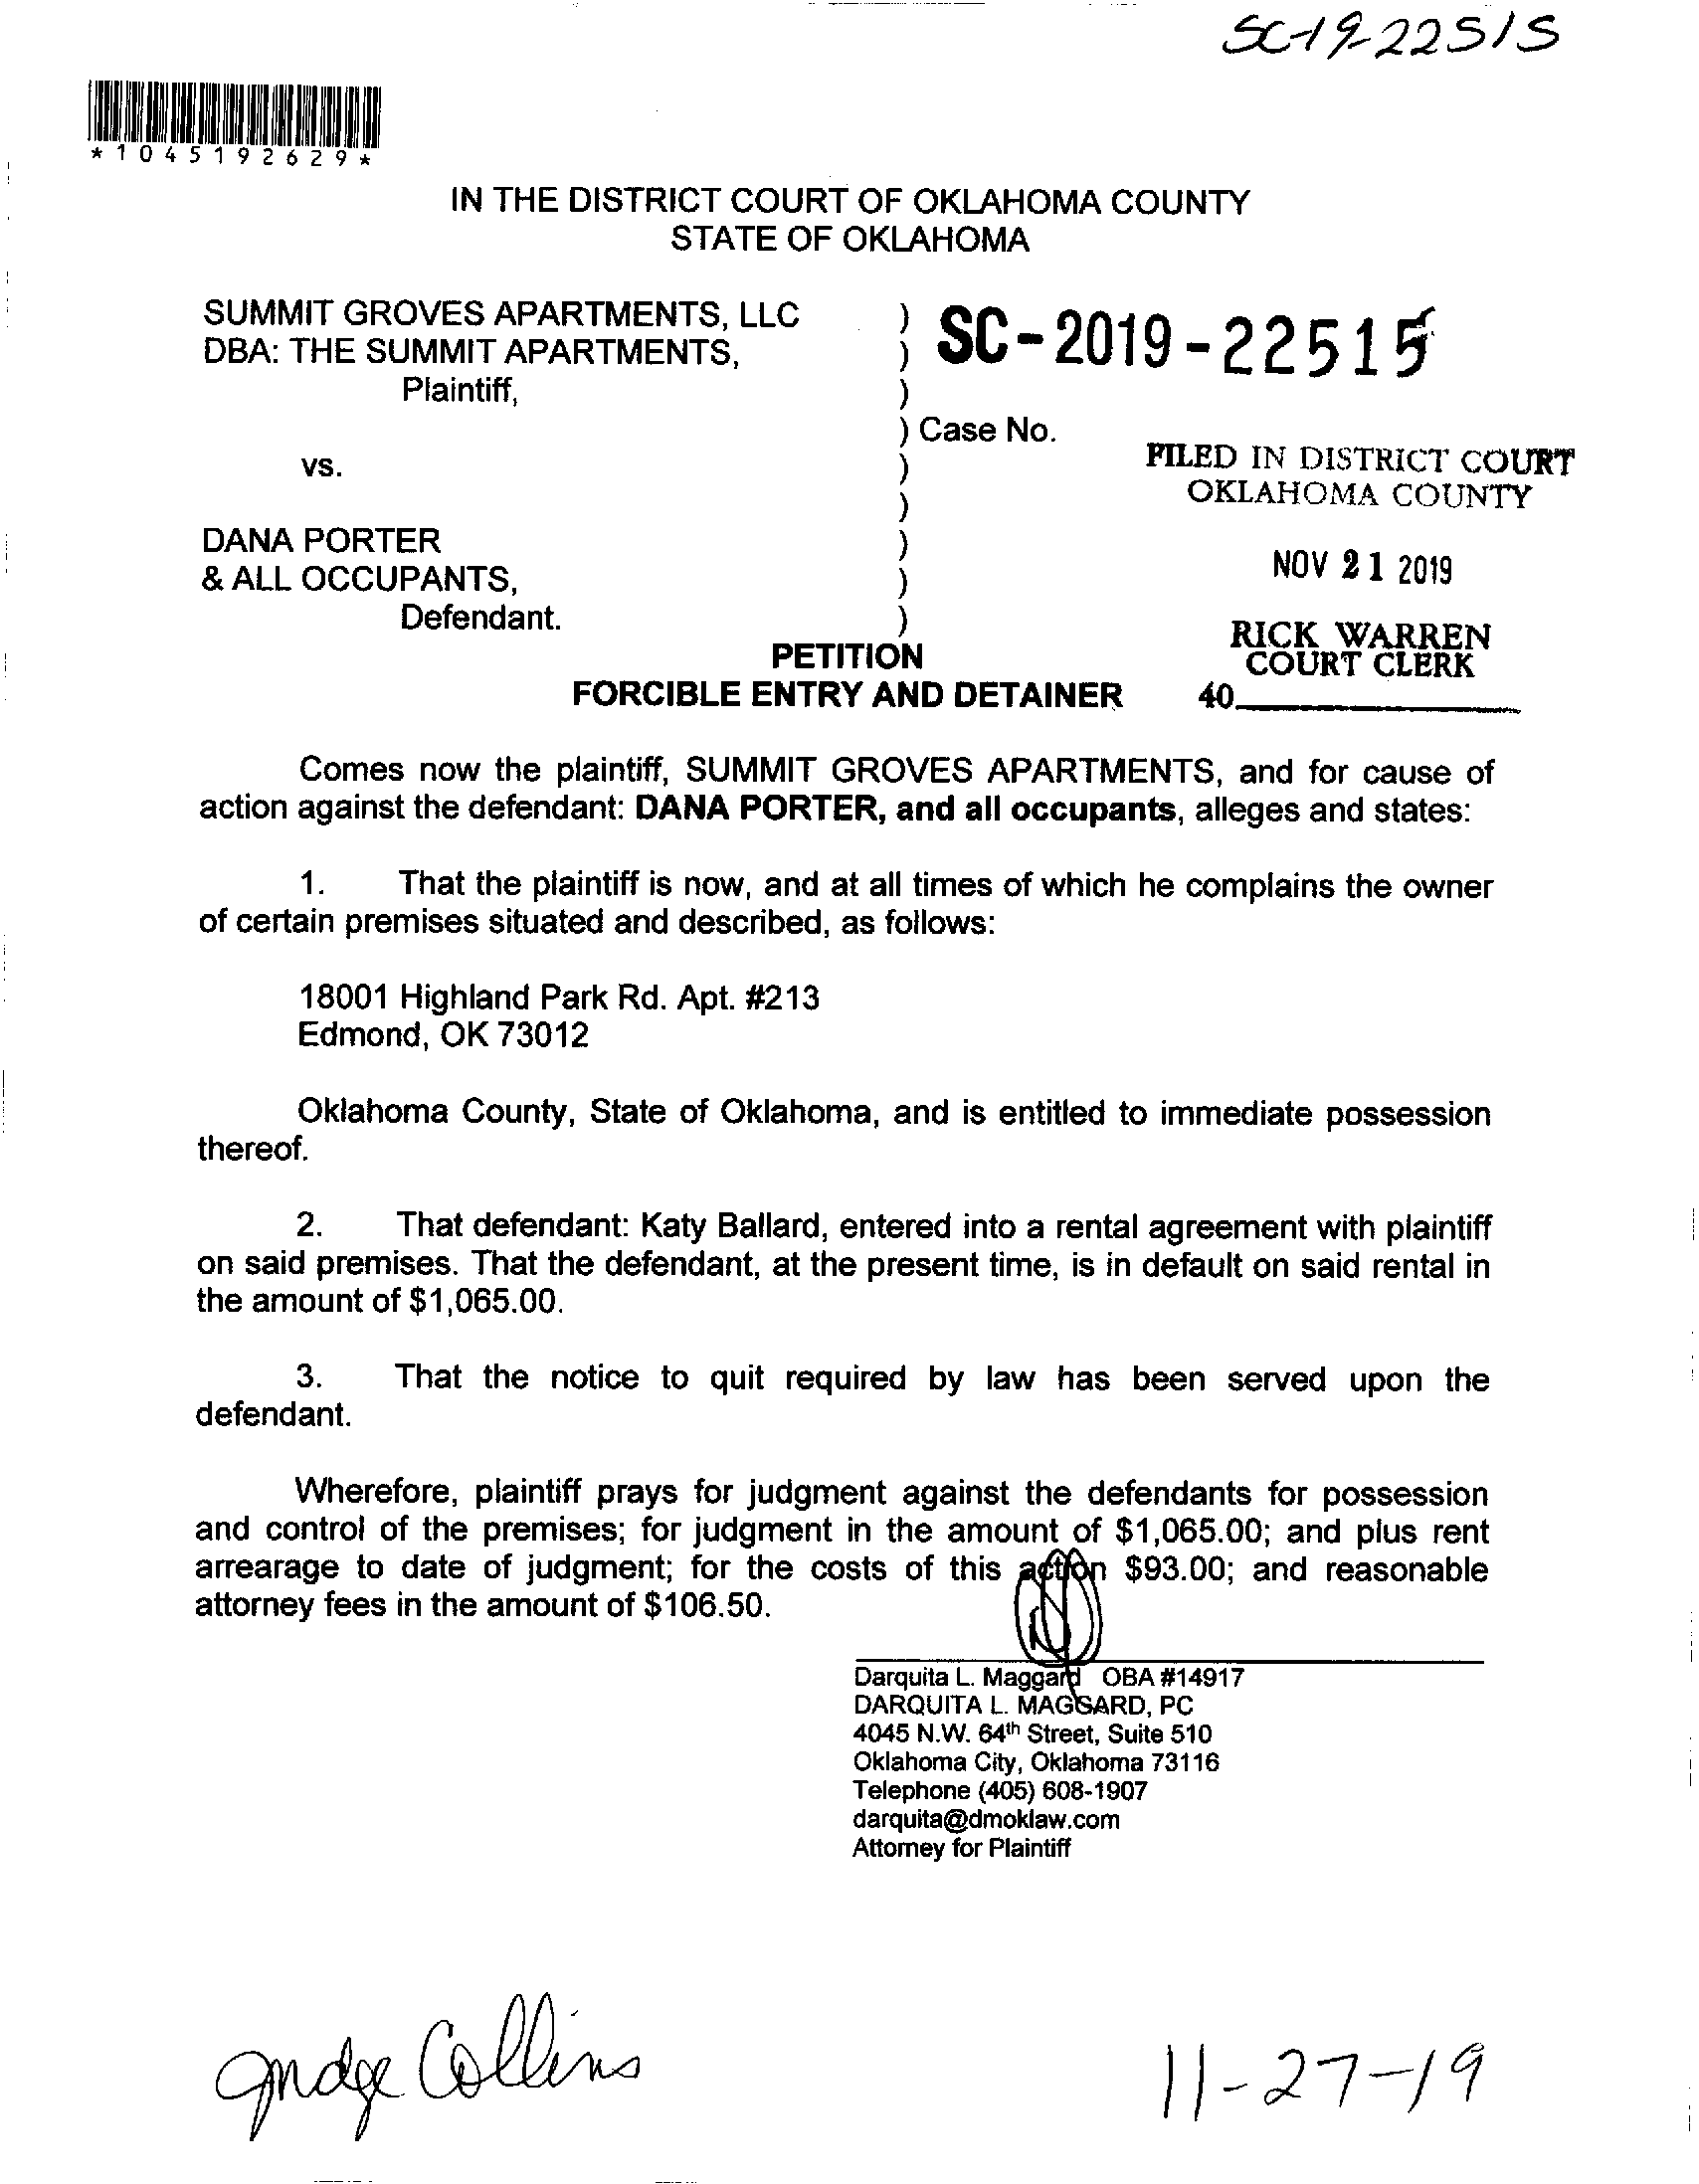 SC-19-22515
*1045192629*
IN THE DISTRICT COURT OF OKLAHOMA COUNTY
STATE OF OKLAHOMA
SUMMIT GROVES APARTMENTS, LLC )
DBA: THE SUMMIT APARTMENTS, ) SC-2019-22515
Plaintiff, )
) Case No.
vs. )
FILED IN DISTRICT COURT
OKLAHOMA COUNTY
)
DANA PORTER )
& ALL OCCUPANTS, )
NOV 21 2019
Defendant. )
RICK WARREN
COURT CLERK
40
PETITION
FORCIBLE ENTRY AND DETAINER
Comes now the plaintiff, SUMMIT GROVES APARTMENTS, and for cause of
action against the defendant: DANA PORTER, and all occupants, alleges and states:
1. That the plaintiff is now, and at all times of which he complains the owner
of certain premises situated and described, as follows:
18001 Highland Park Rd. Apt. #213
Edmond, OK 73012
Oklahoma County, State of Oklahoma, and is entitled to immediate possession
thereof.
2. That defendant: Katy Ballard, entered into a rental agreement with plaintiff
on said premises. That the defendant, at the present time, is in default on said rental in
the amount of $1,065.00.
3. That the notice to quit required by law has been served upon the
defendant.
Wherefore, plaintiff prays for judgment against the defendants for possession
and control of the premises; for judgment in the amount of $1,065.00; and plus rent
arrearage to date of judgment; for the costs of this action $93.00; and reasonable
attorney fees in the amount of $106.50.
Darquita L. Maggard OBA #14917
DARQUITA L. MAGGARD, PC
4045 N.W. 64th Street, Suite 510
Oklahoma City, Oklahoma 73116
Telephone (405) 608-1907
darquita@dmoklaw.com
Attorney for Plaintiff
Judge Collins
11-27-19